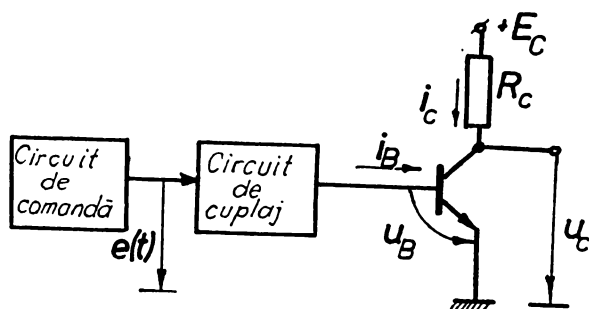 +E_C
R_c
i_c
Circuit
de
comandă
Circuit
de
cuplaj
i_B
e(t)
u_B
u_c